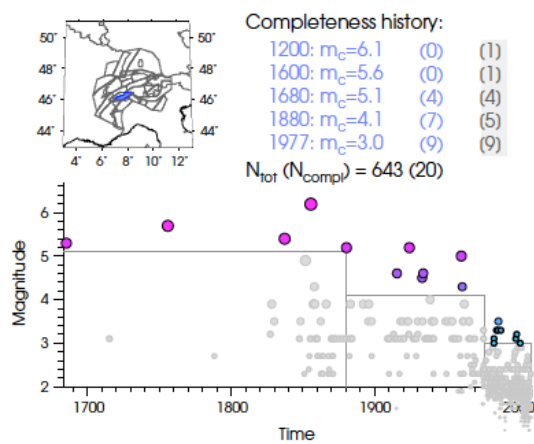 Completeness history:
1200: mc=6.1 (0) (1)
1600: mc=5.6 (0) (1)
1680: mc=5.1 (4) (4)
1880: mc=4.1 (7) (5)
1977: mc=3.0 (9) (9)
Ntot (Ncompl) = 643 (20)
50° 50°
48° 48°
46° 46°
44° 44°
4° 6° 8° 10° 12°
Magnitude
6
5
4
3
2
1700 1800 1900 2000
Time